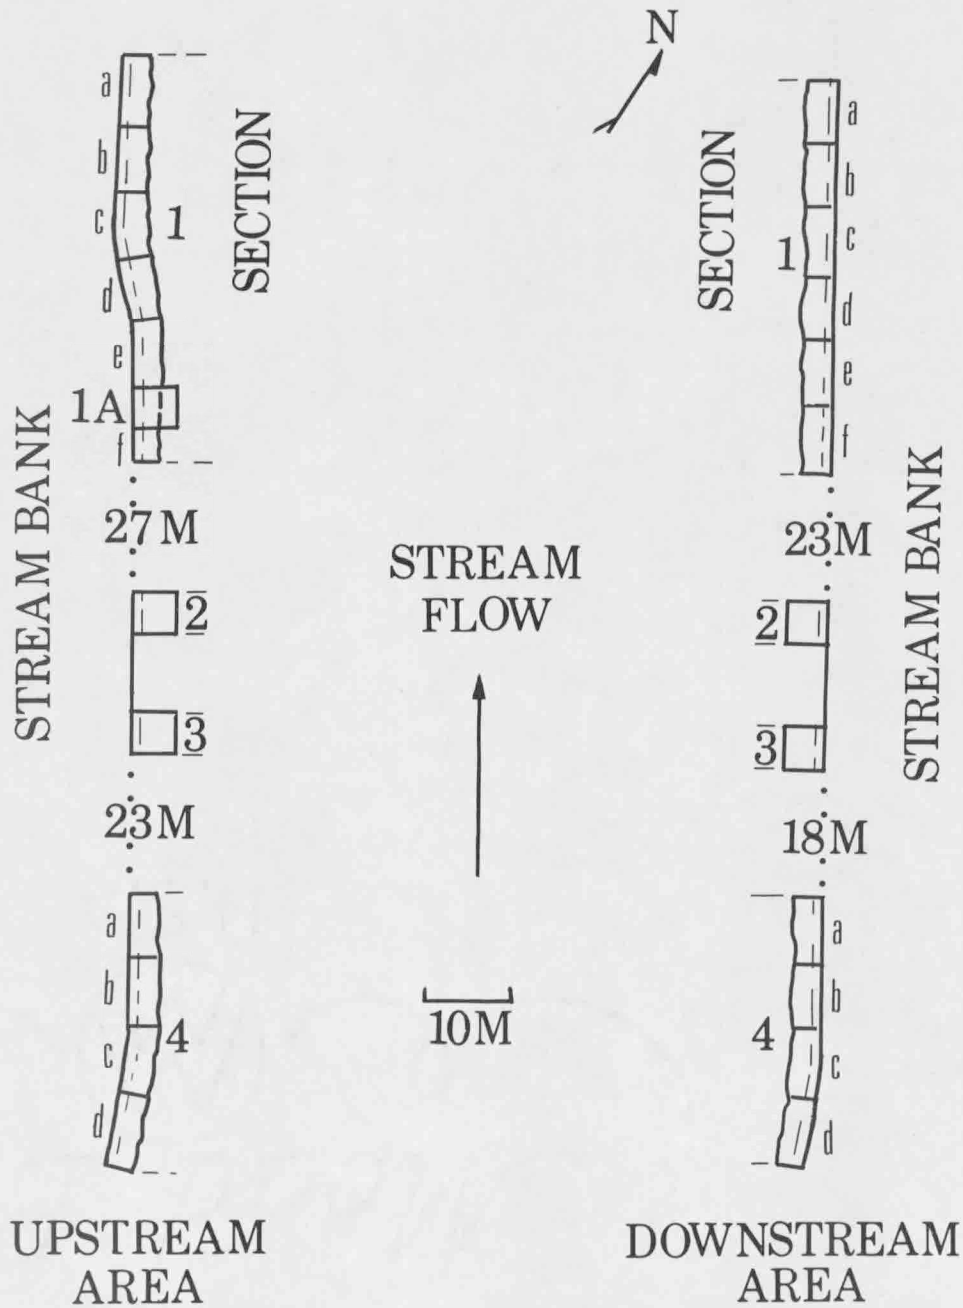 N
a
b
c
d
e
f
1
1A
SECTION
STREAM BANK
27M
2
3
23M
a
b
c
d
4
UPSTREAM
AREA
STREAM
FLOW
10M
SECTION
1
a
b
c
d
e
f
STREAM BANK
23M
2
3
18M
4
a
b
c
d
DOWNSTREAM
AREA